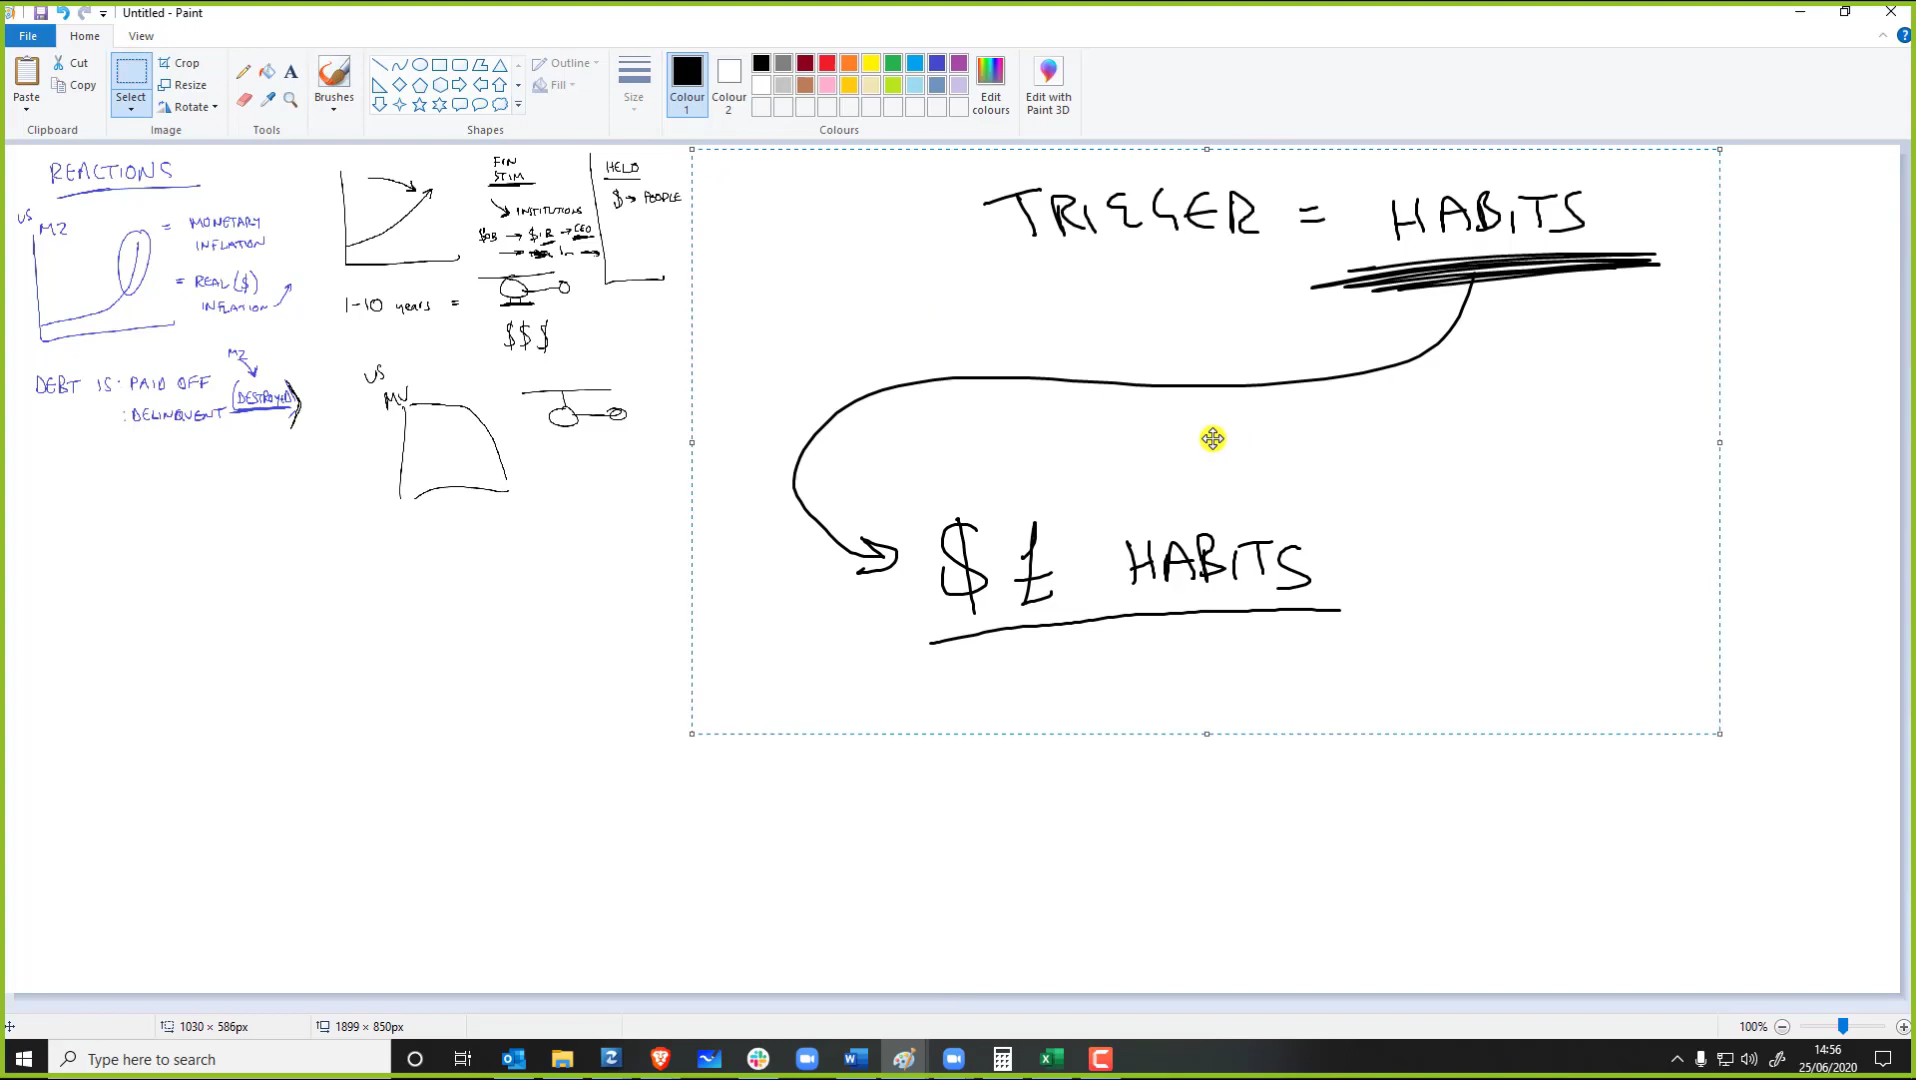 Untitled - Paint
File
Home
View
Paste
Cut
Copy
Clipboard
Select
Crop
Resize
Rotate
Image
A
Tools
Brushes
Outline
Fill
Shapes
Size
Colour
1
Colour
2
Edit
colours
Colours
Edit with
Paint 3D
REACTIONS
US
M2
= MONETARY
INFLATION
= REAL($)
INFLATION
M2
DEBT IS: PAID OFF
: DELINQUENT
(DESTROYED)
FIN
STIM
INSTITUTIONS
→ CEO
HELD
$→ PEOPLE
1-10 years =
$$$
US
MV
TRIGGER = HABITS
$ £ HABITS
1030 × 586px
1899 × 850px
100%
Type here to search
14:56
25/06/2020